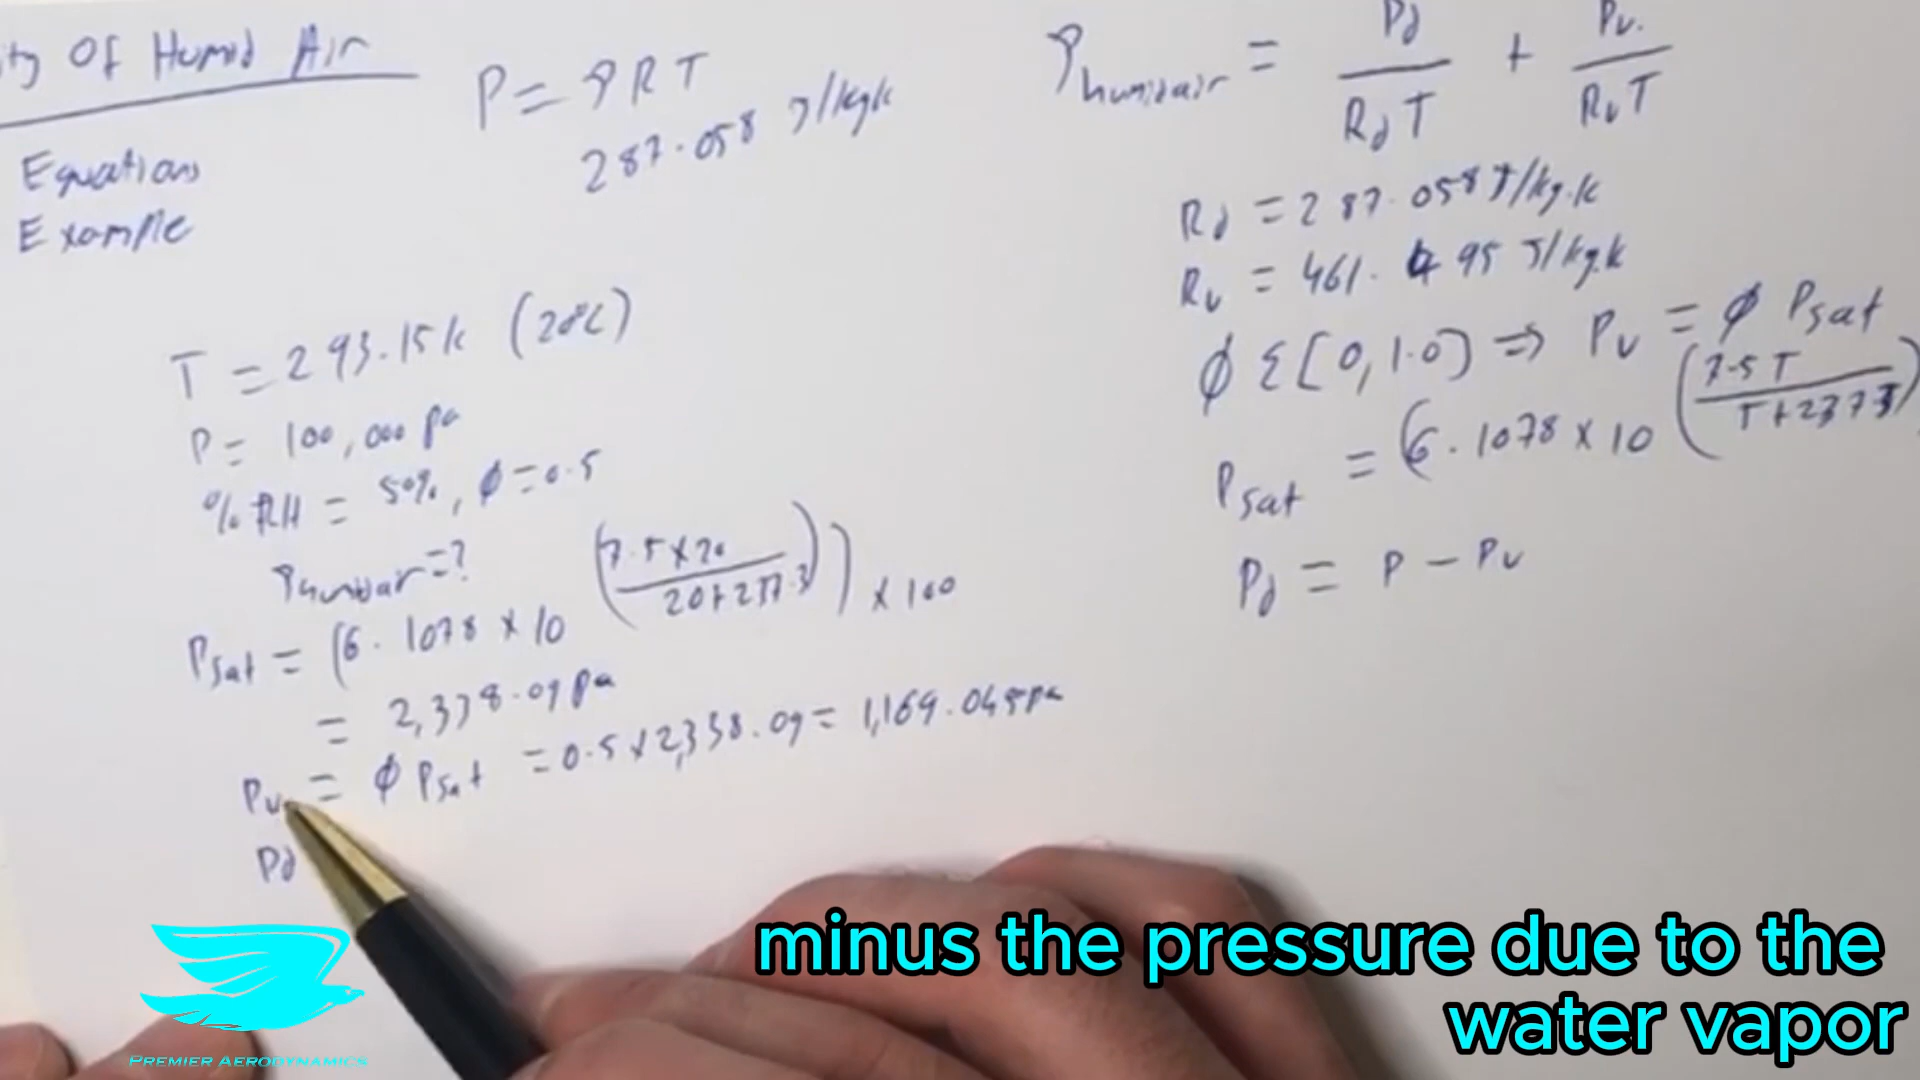 ty Of Humid Air
Equations
Example
P = ρRT
287.058 J/kgk
T = 293.15k (20°C)
P = 100,000 pa
% RH = 50%, ϕ = 0.5
ρhumidair = ?
Psat = (6.1078 × 10^(7.5×20 / 20+237.3)) × 100
= 2,338.09 pa
Pv = ϕ Psat = 0.5 × 2,338.09 = 1,169.045pa
Pd
ρhumidair = Pd / RdT + Pv / RvT
Rd = 287.058 J/kg.k
Rv = 461.495 J/kg.k
ϕ ε [0,1.0] ⇒ Pv = ϕ Psat
Psat = (6.1078 × 10^(7.5T / T+237.3)
Pd = P − Pv
minus the pressure due to the
water vapor
PREMIER AERODYNAMICS